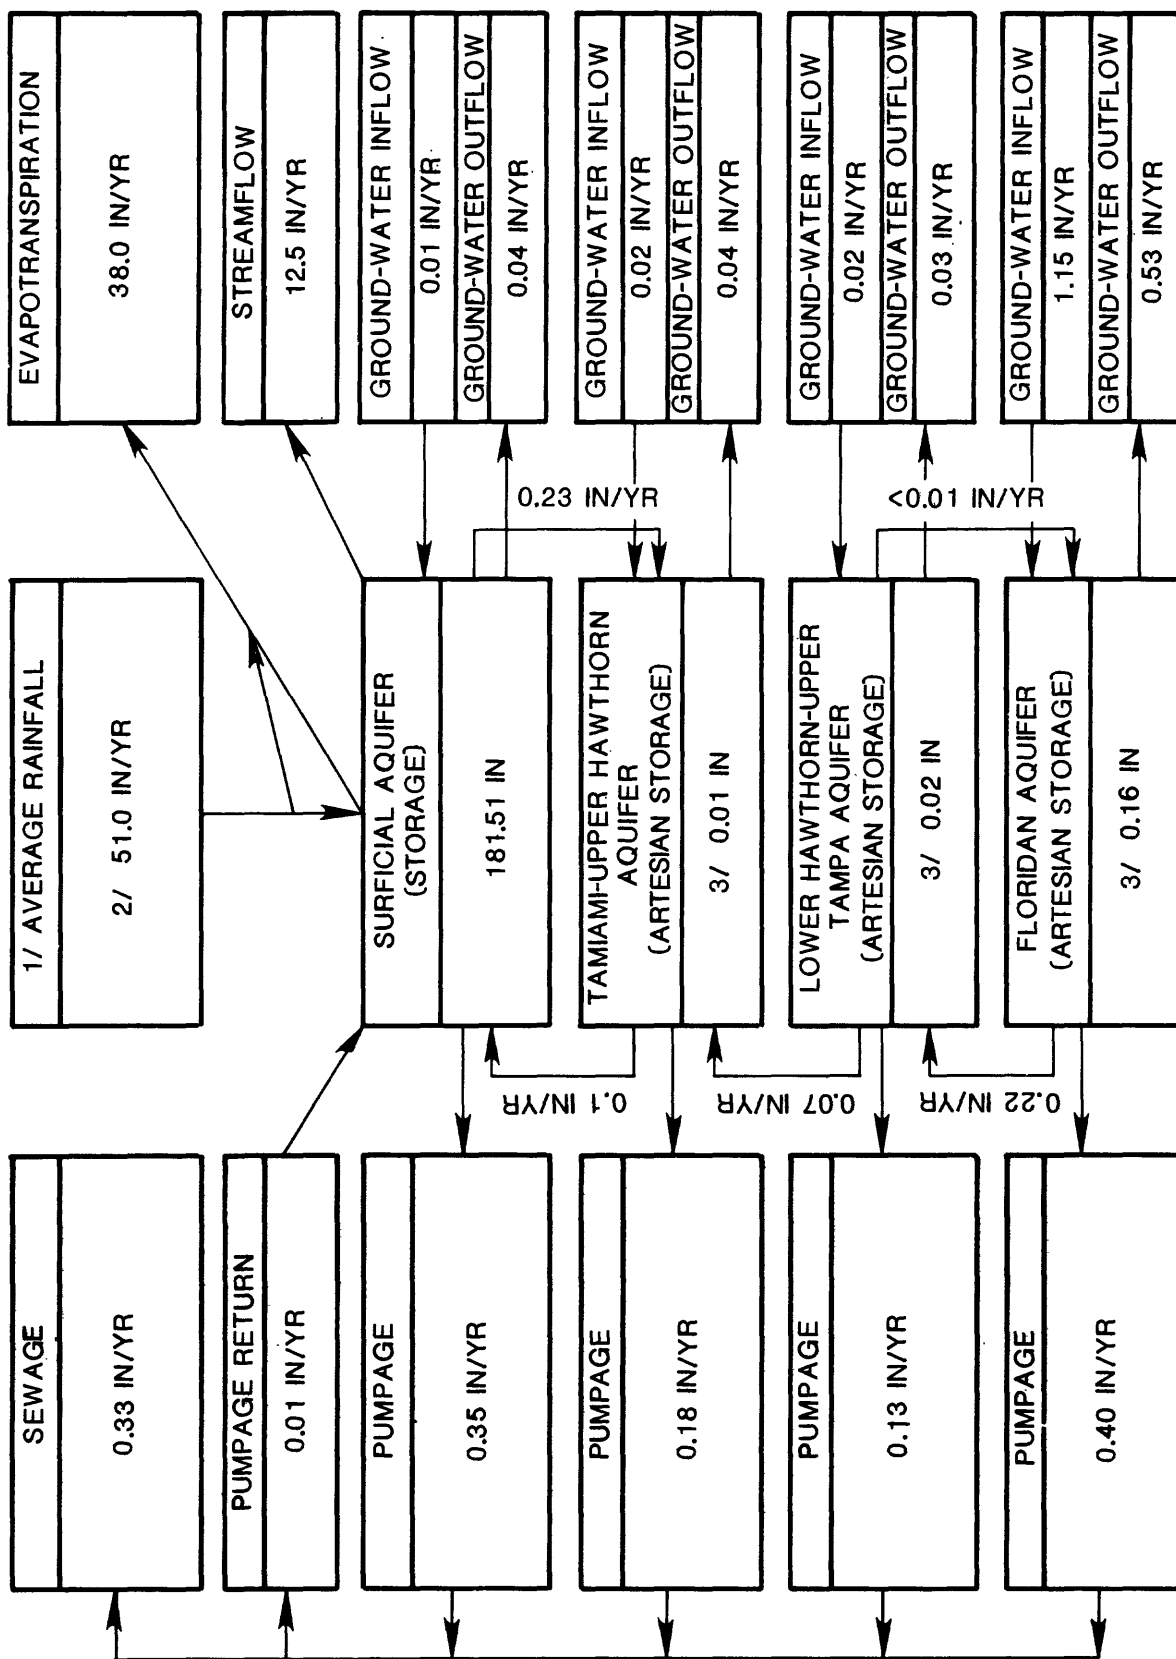 SEWAGE
0.33 IN/YR
PUMPAGE RETURN
0.01 IN/YR
PUMPAGE
0.35 IN/YR
PUMPAGE
0.18 IN/YR
PUMPAGE
0.13 IN/YR
PUMPAGE
0.40 IN/YR
0.1 IN/YR
0.07 IN/YR
0.22 IN/YR
1/ AVERAGE RAINFALL
2/ 51.0 IN/YR
SURFICIAL AQUIFER
(STORAGE)
181.51 IN
TAMIAMI-UPPER HAWTHORN
AQUIFER
(ARTESIAN STORAGE)
3/ 0.01 IN
LOWER HAWTHORN-UPPER
TAMPA AQUIFER
(ARTESIAN STORAGE)
3/ 0.02 IN
FLORIDAN AQUIFER
(ARTESIAN STORAGE)
3/ 0.16 IN
0.23 IN/YR
<0.01 IN/YR
EVAPOTRANSPIRATION
38.0 IN/YR
STREAMFLOW
12.5 IN/YR
GROUND-WATER INFLOW
0.01 IN/YR
GROUND-WATER OUTFLOW
0.04 IN/YR
GROUND-WATER INFLOW
0.02 IN/YR
GROUND-WATER OUTFLOW
0.04 IN/YR
GROUND-WATER INFLOW
0.02 IN/YR
GROUND-WATER OUTFLOW
0.03 IN/YR
GROUND-WATER INFLOW
1.15 IN/YR
GROUND-WATER OUTFLOW
0.53 IN/YR